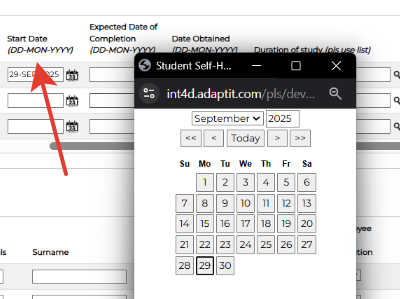 Start Date
(DD-MON-YYYY)
Expected Date of
Completion
(DD-MON-YYYY)
Date Obtained
(DD-MON-YYYY)
Duration of study (pls use list)
29-SEP-2025
Student Self-H...
int4d.adaptit.com/pls/dev...
September 2025
<< < Today > >>
Su Mo Tu We Th Fr Sa
1 2 3 4 5 6
7 8 9 10 11 12 13
14 15 16 17 18 19 20
21 22 23 24 25 26 27
28 29 30
Surname